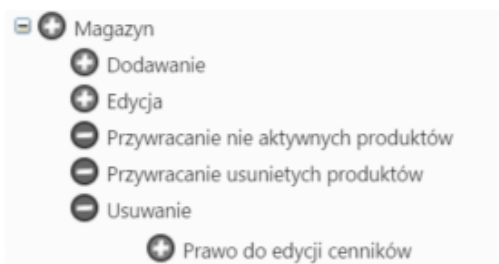 Magazyn
Dodawanie
Edycja
Przywracanie nie aktywnych produktów
Przywracanie usunietych produktów
Usuwanie
Prawo do edycji cenników